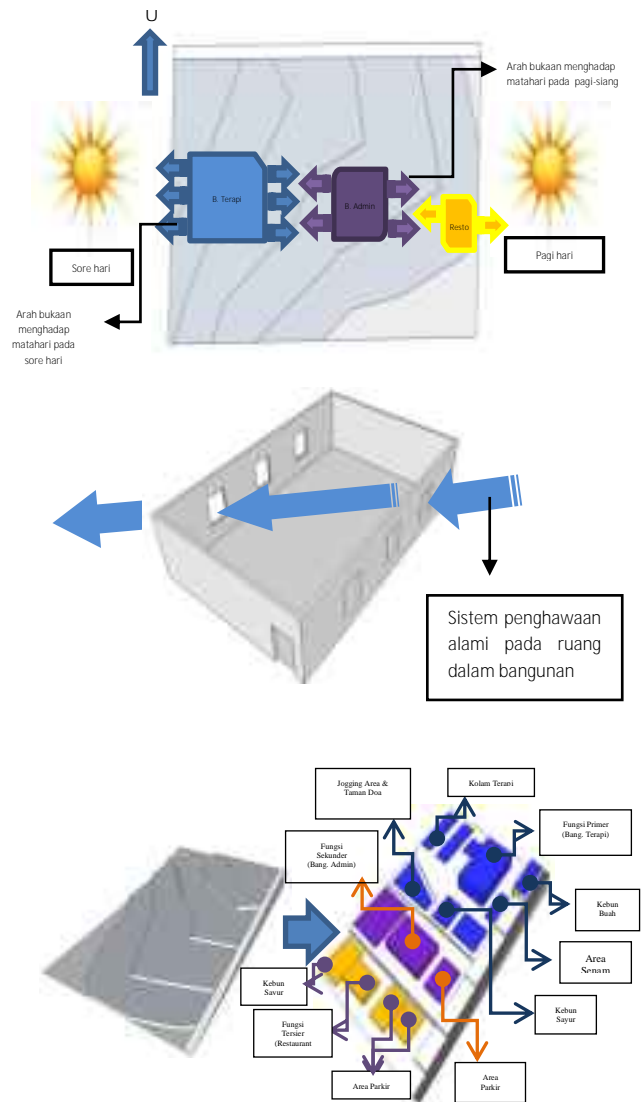 U
Arah bukaan menghadap
matahari pada pagi-siang
B. Terapi
B. Admin
Resto
Sore hari
Pagi hari
Arah bukaan
menghadap
matahari pada
sore hari
Sistem penghawaan
alami pada ruang
dalam bangunan
Jogging Area &
Taman Doa
Kolam Terapi
Fungsi
Sekunder
(Bang. Admin)
Fungsi Primer
(Bang. Terapi)
Kebun
Buah
Area
Senam
Kebun
Sayur
Kebun
Sayur
Fungsi
Tersier
(Restaurant
Area Parkir
Area
Parkir